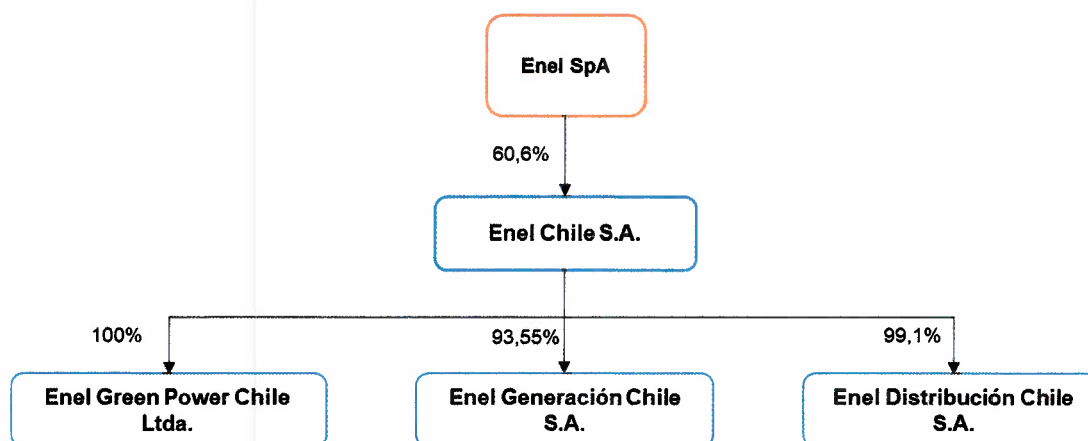 Enel SpA
60,6%
Enel Chile S.A.
100%
93,55%
99,1%
Enel Green Power Chile
Ltda.
Enel Generación Chile
S.A.
Enel Distribución Chile
S.A.